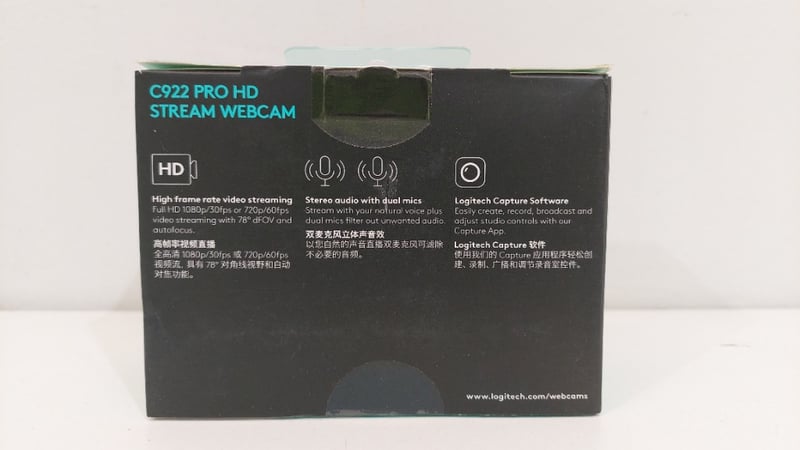 C922 PRO HD
STREAM WEBCAM
HD
High frame rate video streaming
Full HD 1080p/30fps or 720p/60fps
video streaming with 78° dFOV and
autofocus.
高帧率视频直播
全高清 1080p/30fps 或 720p/60fps
视频流, 具有 78° 对角线视野和自动
对焦功能。
Stereo audio with dual mics
Stream with your natural voice plus
dual mics filter out unwanted audio.
双麦克风立体声音效
以您自然的声音直播双麦克风可滤除
不必要的音频。
Logitech Capture Software
Easily create, record, broadcast and
adjust studio controls with our
Capture App.
Logitech Capture 软件
使用我们的 Capture 应用程序轻松创
建、录制、广播和调节录音室控件。
www.logitech.com/webcams